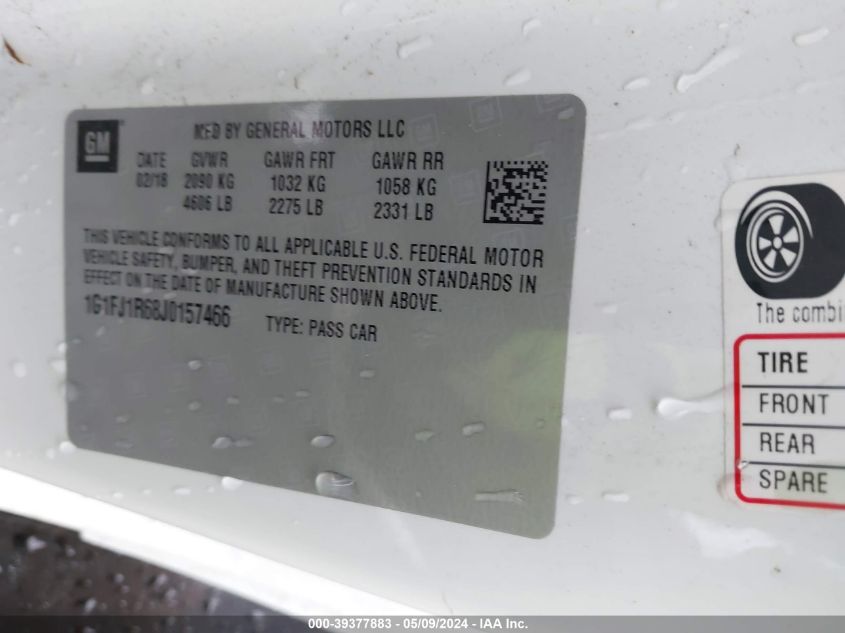 GM
MFD BY GENERAL MOTORS LLC
DATE GVWR GAWR FRT GAWR RR
02/18 2090 KG 1032 KG 1058 KG
4606 LB 2275 LB 2331 LB
THIS VEHICLE CONFORMS TO ALL APPLICABLE U.S. FEDERAL MOTOR
VEHICLE SAFETY, BUMPER, AND THEFT PREVENTION STANDARDS IN
EFFECT ON THE DATE OF MANUFACTURE SHOWN ABOVE.
1G1FJ1R68J0157466 TYPE: PASS CAR
The combi
TIRE
FRONT
REAR
SPARE
000-39377883 - 05/09/2024 - IAA Inc.